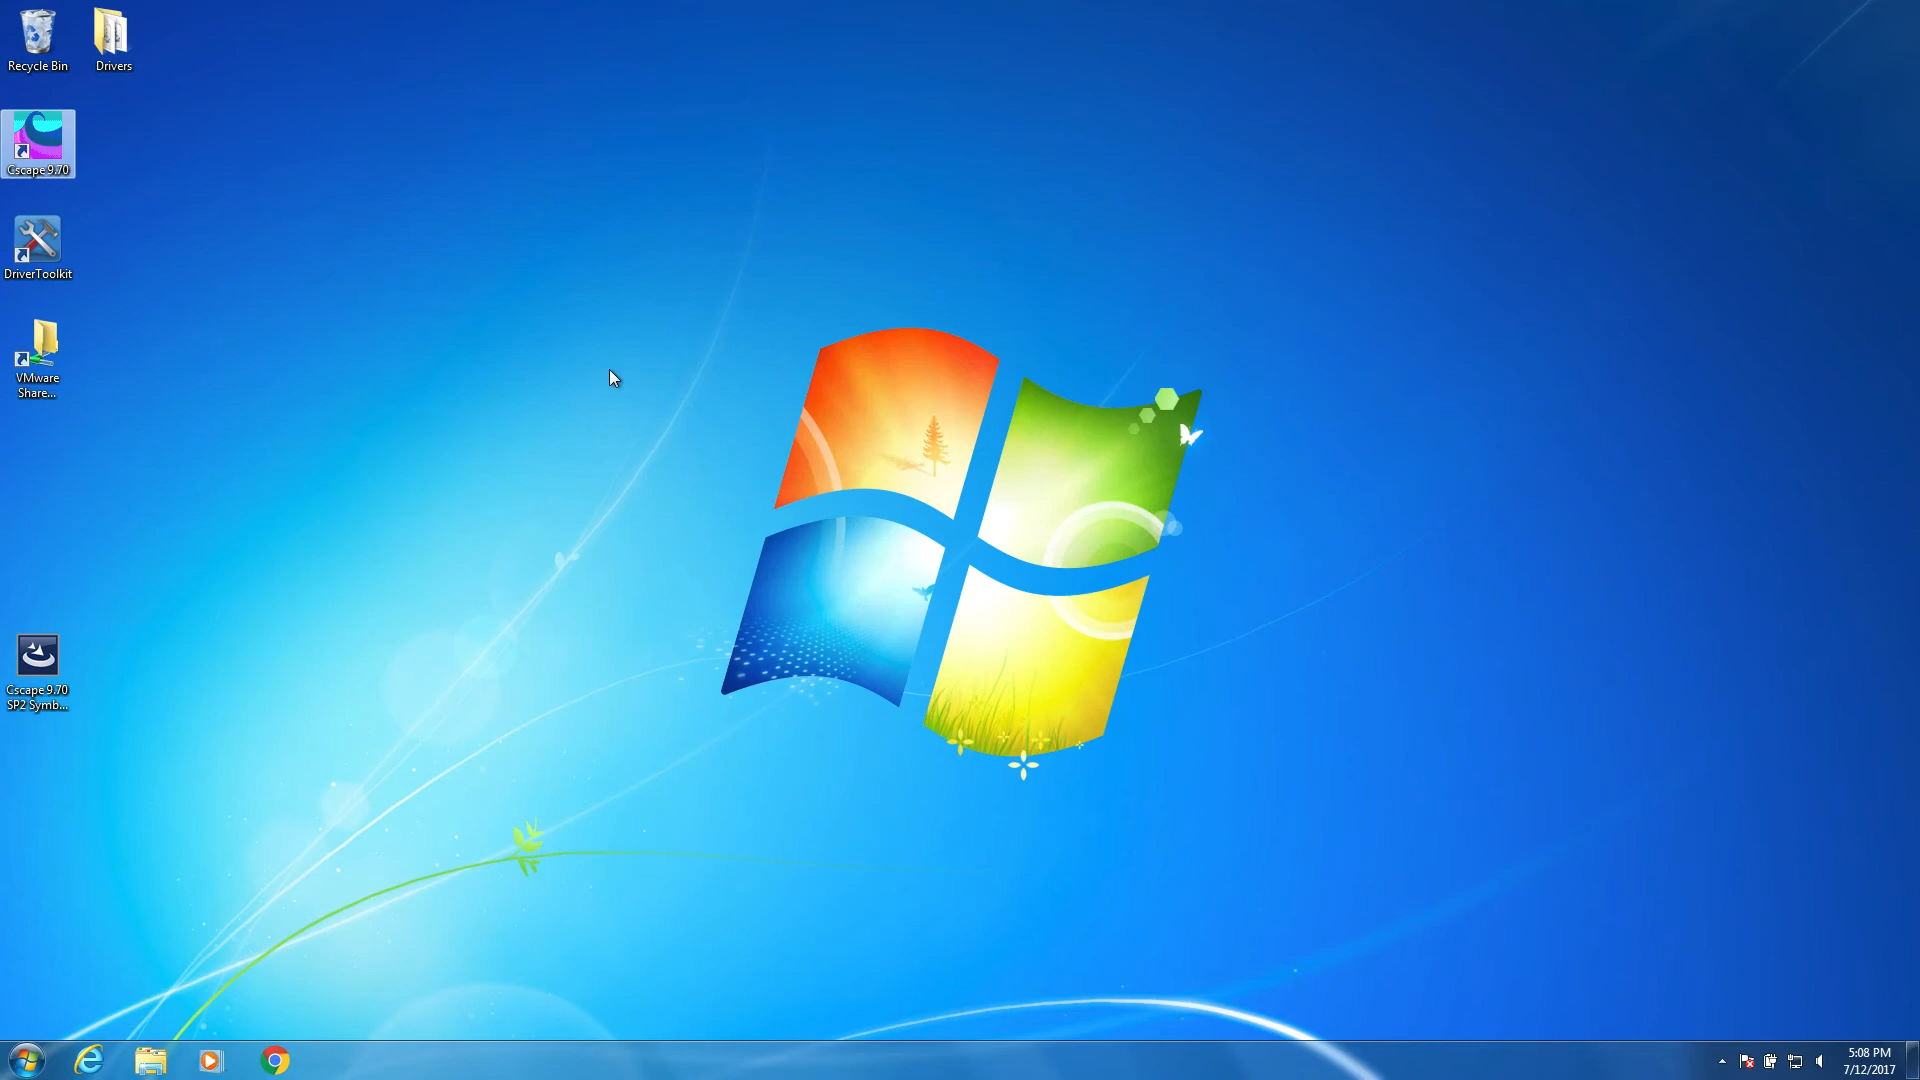 Recycle Bin
Drivers
Cscape 9.70
DriverToolkit
VMware
Share...
Cscape 9.70
SP2 Symb...
5:08 PM
7/12/2017